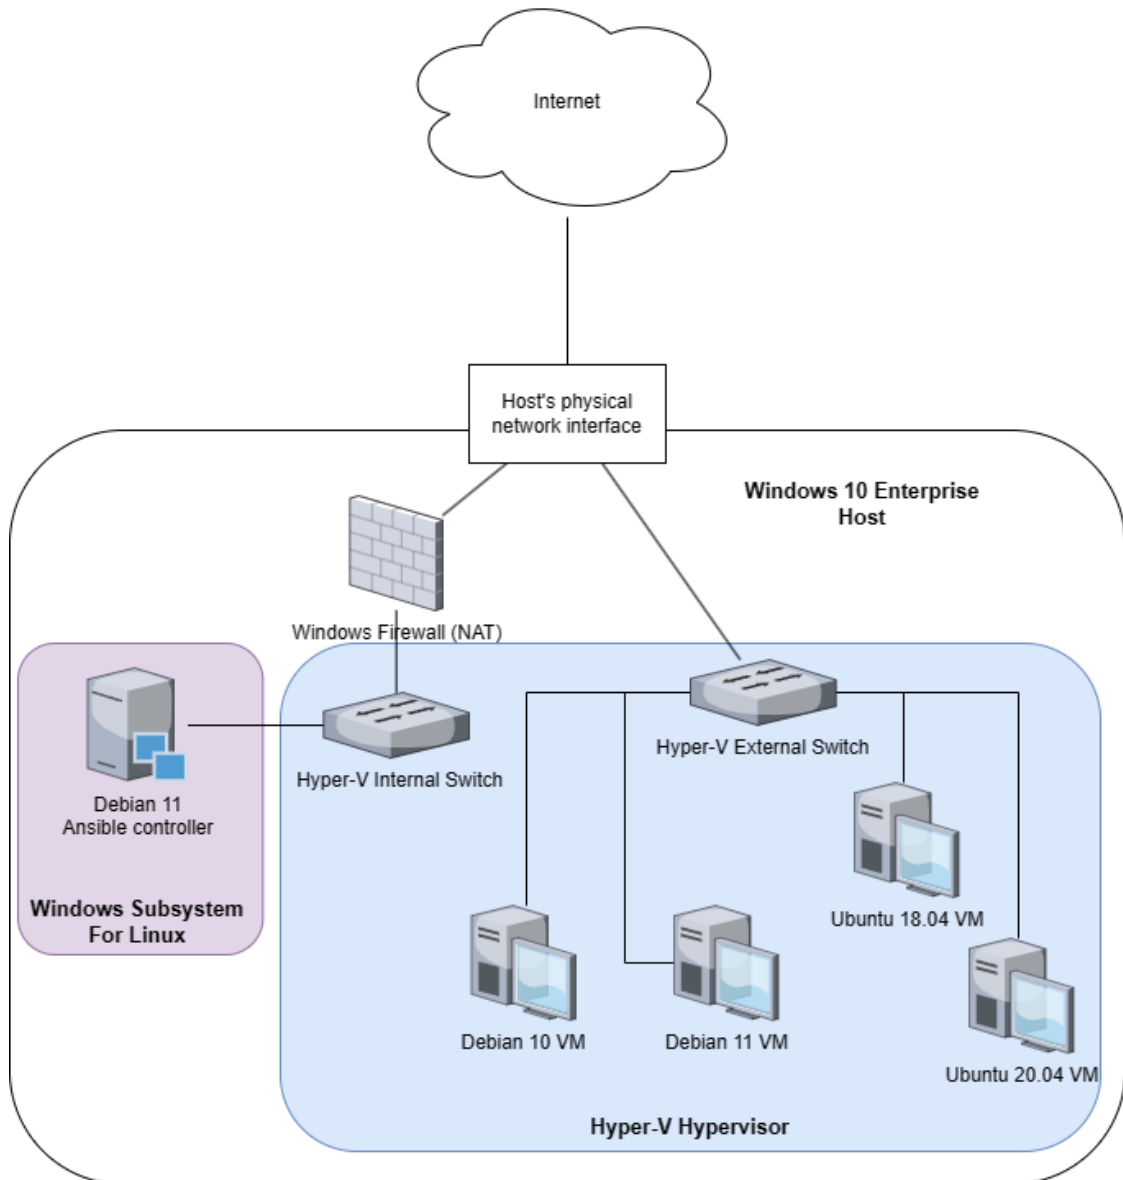 Internet
Host's physical
network interface
Windows 10 Enterprise
Host
Windows Firewall (NAT)
Hyper-V Internal Switch
Hyper-V External Switch
Debian 11
Ansible controller
Windows Subsystem
For Linux
Ubuntu 18.04 VM
Debian 10 VM
Debian 11 VM
Ubuntu 20.04 VM
Hyper-V Hypervisor